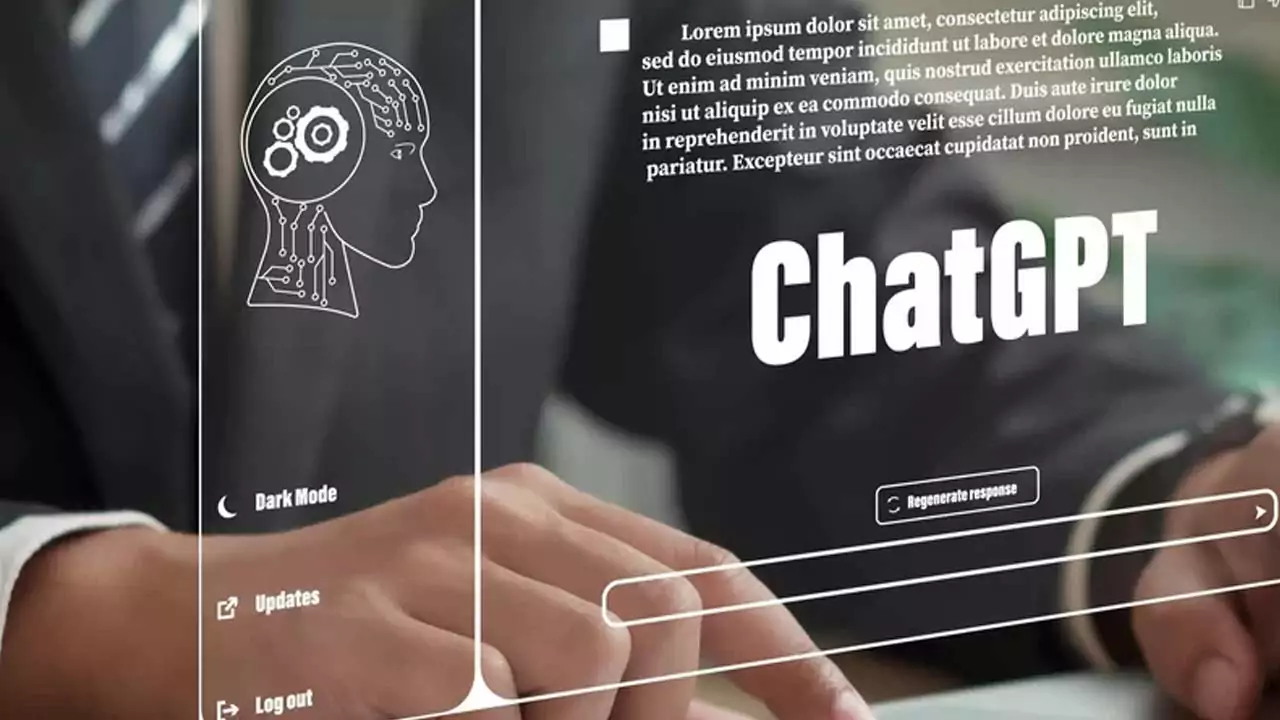 Lorem ipsum dolor sit amet, consectetur adipiscing elit,
sed do eiusmod tempor incididunt ut labore et dolore magna aliqua.
Ut enim ad minim veniam, quis nostrud exercitation ullamco laboris
nisi ut aliquip ex ea commodo consequat. Duis aute irure dolor
in reprehenderit in voluptate velit esse cillum dolore eu fugiat nulla
pariatur. Excepteur sint occaecat cupidatat non proident, sunt in
ChatGPT
Regenerate response
Dark Mode
Updates
Log out